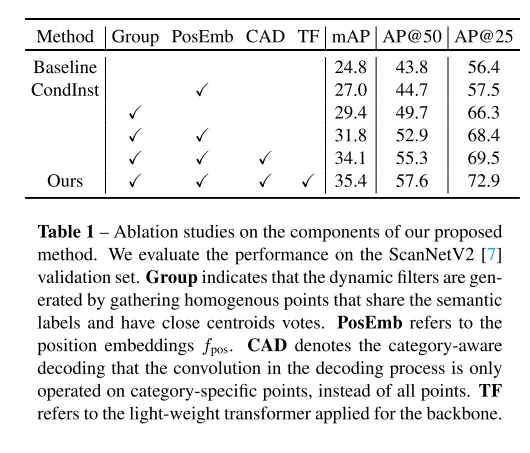 Method Group PosEmb CAD TF mAP AP@50 AP@25
Baseline 24.8 43.8 56.4
CondInst ✓ 27.0 44.7 57.5
✓ 29.4 49.7 66.3
✓ ✓ 31.8 52.9 68.4
✓ ✓ ✓ 34.1 55.3 69.5
Ours ✓ ✓ ✓ ✓ 35.4 57.6 72.9
Table 1 – Ablation studies on the components of our proposed
method. We evaluate the performance on the ScanNetV2 [7]
validation set. Group indicates that the dynamic filters are gen-
erated by gathering homogenous points that share the semantic
labels and have close centroids votes. PosEmb refers to the
position embeddings fpos. CAD denotes the category-aware
decoding that the convolution in the decoding process is only
operated on category-specific points, instead of all points. TF
refers to the light-weight transformer applied for the backbone.